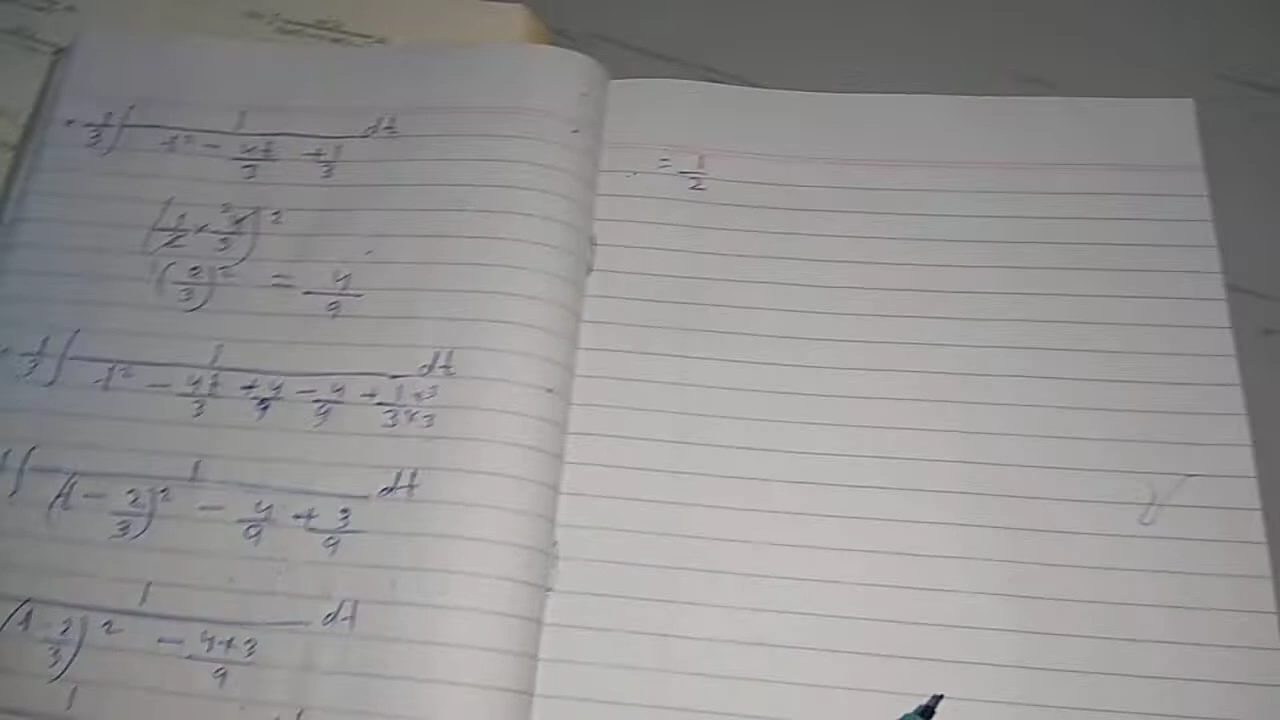 1/3 ∫ 1/(t² - 4t/3 + 1/3) dt
(1/2 × 4/3)² 2
(2/3)² = 4/9
1/3 ∫ 1/(t² - 4t/3 + 4/9 - 4/9 + 1×3/3×3) dt
∫ 1/(t - 2/3)² - 4/9 + 3/9 dt
1/(t - 2/3)² - 4+3/9 dt
1
= 1/2